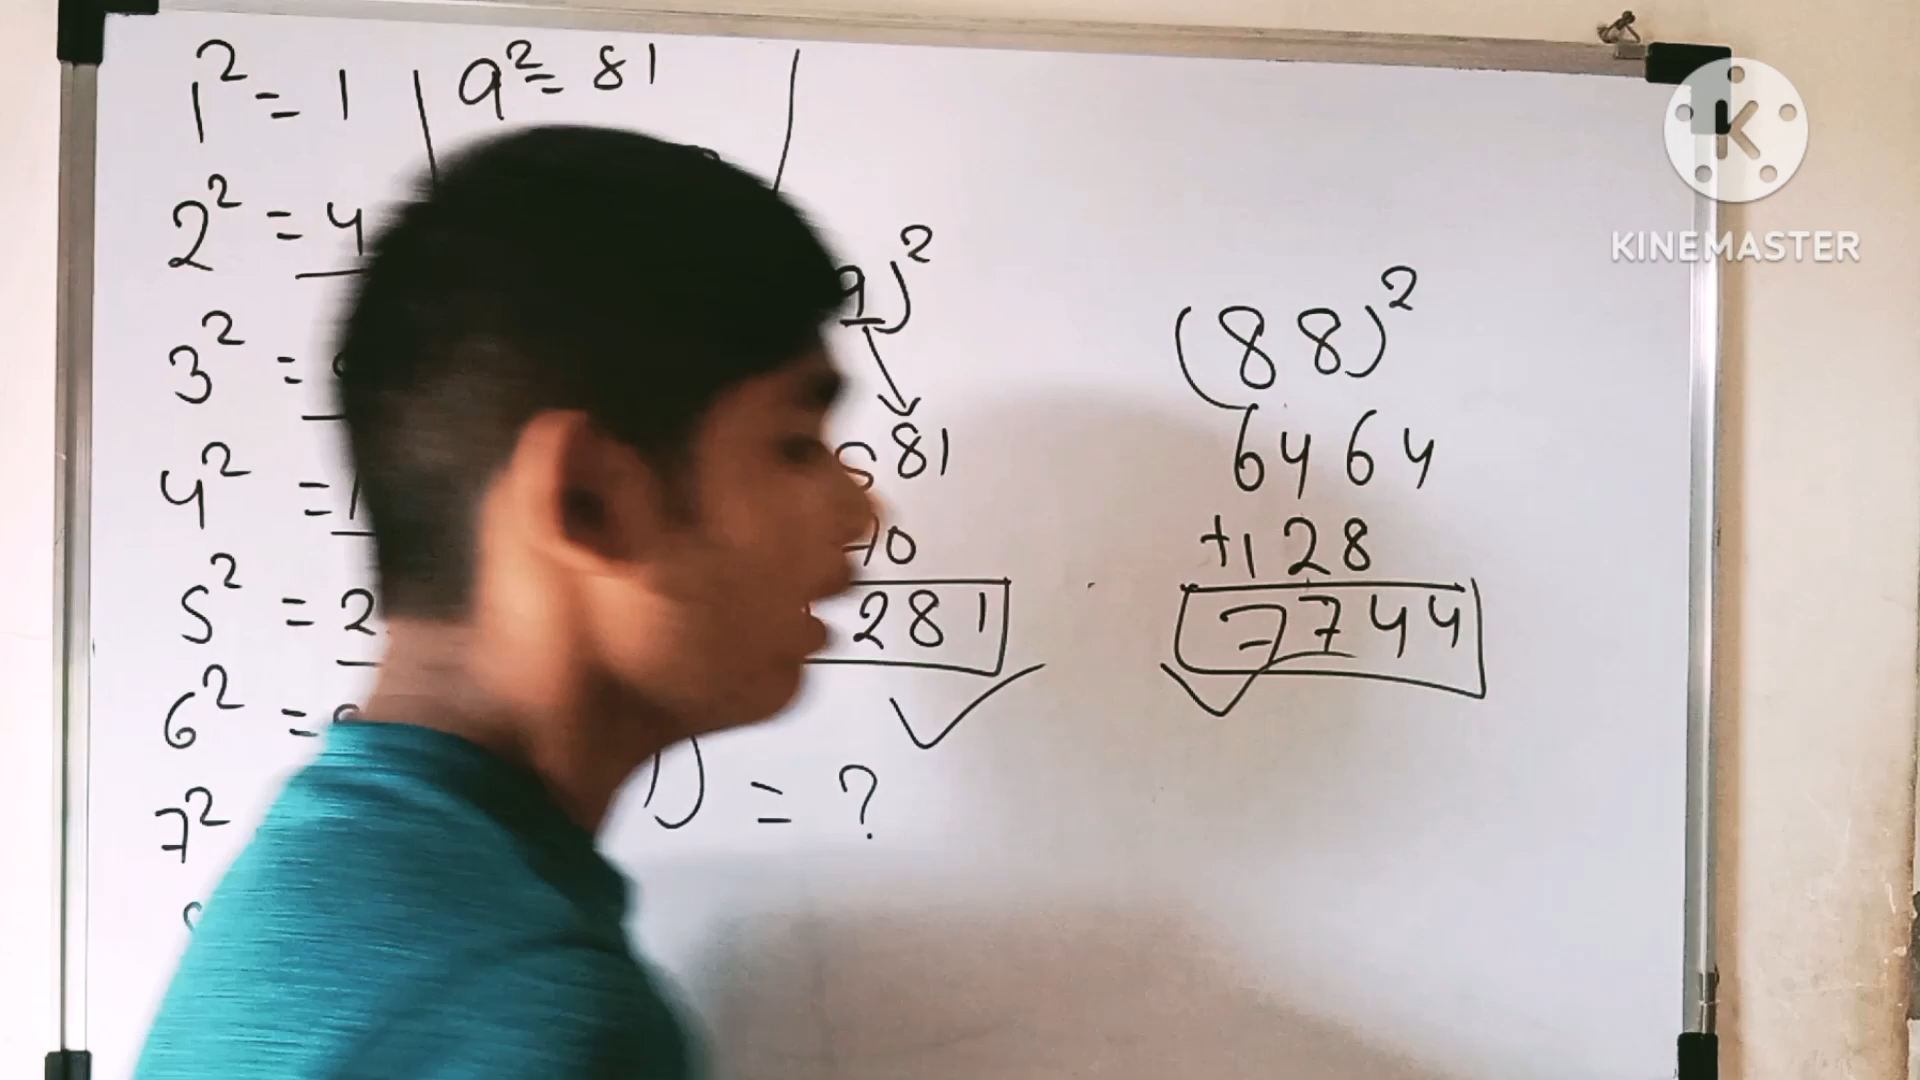 1² = 1
9² = 81
2² = 4
3² =
4² = 1
5² = 2
6² =
7²
9)²
81
70
281
) = ?
(88)²
6464
+128
7744
KINEMASTER